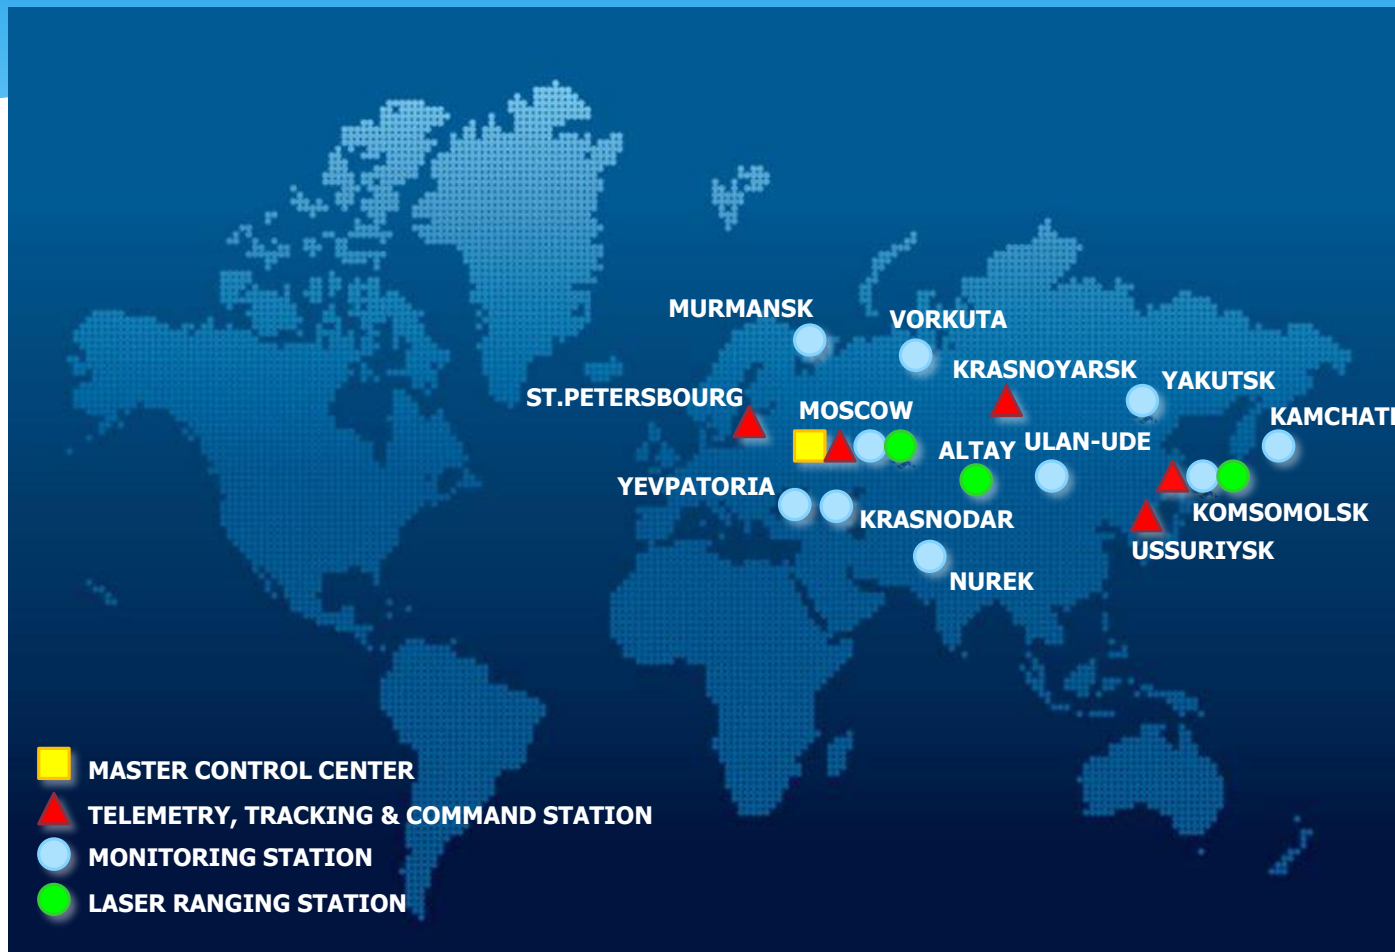 MURMANSK
VORKUTA
KRASNOYARSK
YAKUTSK
ST.PETERSBOURG
MOSCOW
KAMCHAT
ALTAY
ULAN-UDE
YEVPATORIA
KRASNODAR
KOMSOMOLSK
USSURIYSK
NUREK
MASTER CONTROL CENTER
TELEMETRY, TRACKING & COMMAND STATION
MONITORING STATION
LASER RANGING STATION